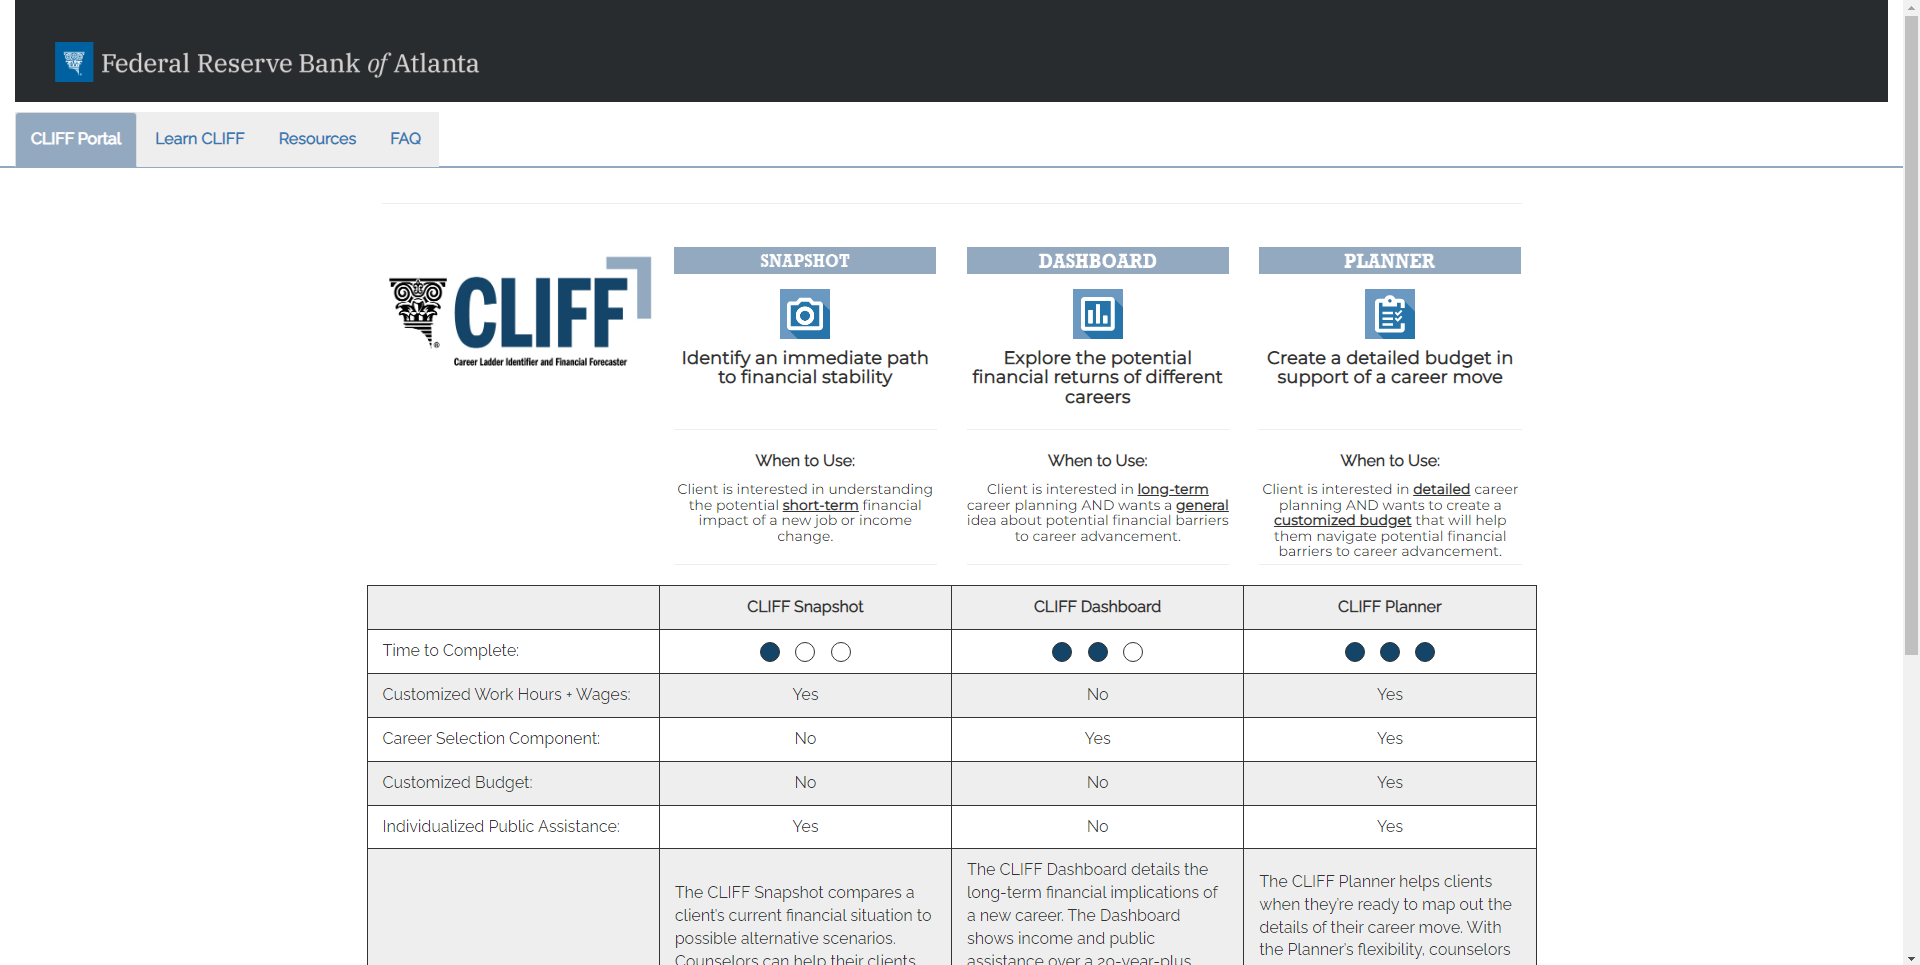 Federal Reserve Bank of Atlanta
CLIFF Portal
Learn CLIFF
Resources
FAQ
CLIFF
Career Ladder Identifier and Financial Forecaster
SNAPSHOT
Identify an immediate path
to financial stability
When to Use:
Client is interested in understanding
the potential short-term financial
impact of a new job or income
change.
DASHBOARD
Explore the potential
financial returns of different
careers
When to Use:
Client is interested in long-term
career planning AND wants a general
idea about potential financial barriers
to career advancement.
PLANNER
Create a detailed budget in
support of a career move
When to Use:
Client is interested in detailed career
planning AND wants to create a
customized budget that will help
them navigate potential financial
barriers to career advancement.
CLIFF Snapshot CLIFF Dashboard CLIFF Planner
Time to Complete:
Customized Work Hours + Wages: Yes No Yes
Career Selection Component: No Yes Yes
Customized Budget: No No Yes
Individualized Public Assistance: Yes No Yes
The CLIFF Snapshot compares a
client's current financial situation to
possible alternative scenarios.
Counselors can help their clients
The CLIFF Dashboard details the
long-term financial implications of
a new career. The Dashboard
shows income and public
assistance over a 20-year-plus
The CLIFF Planner helps clients
when they're ready to map out the
details of their career move. With
the Planner's flexibility, counselors